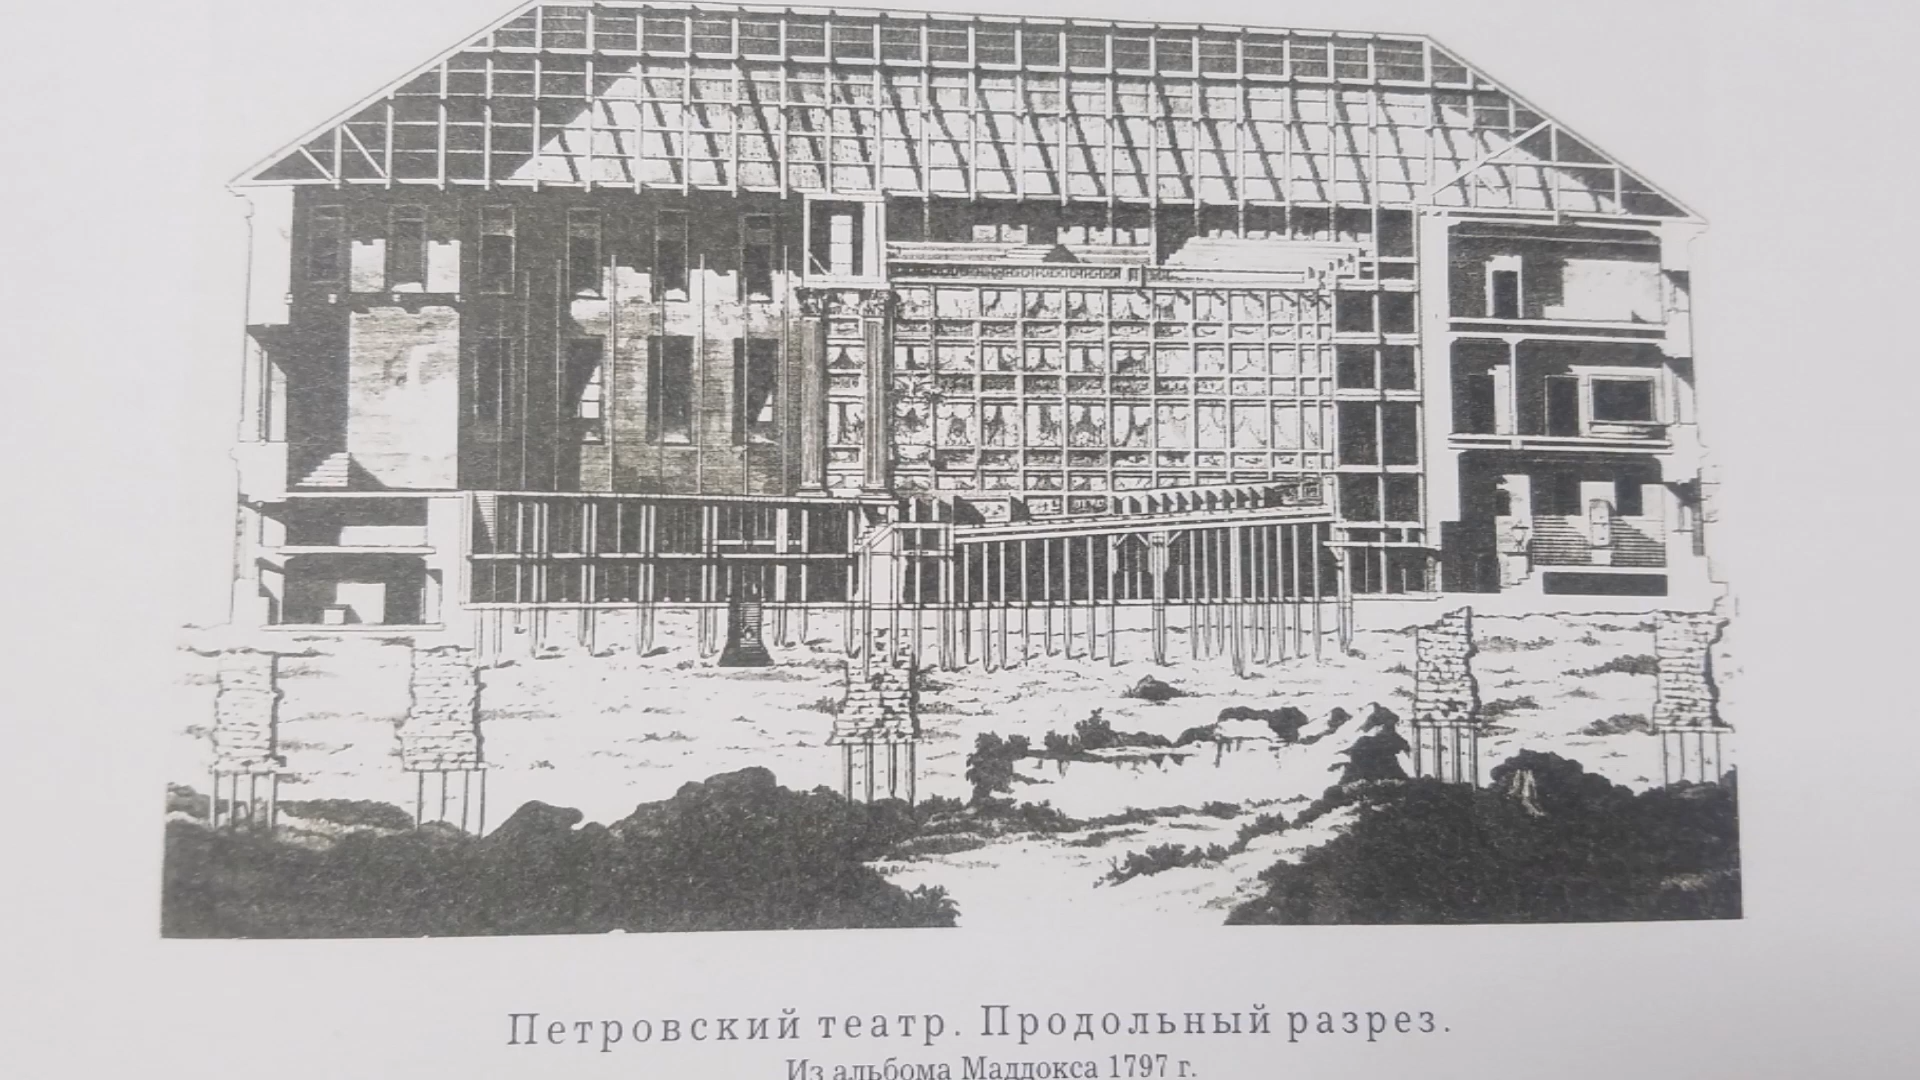 Петровский театр. Продольный разрез.
Из альбома Маддокса 1797 г.